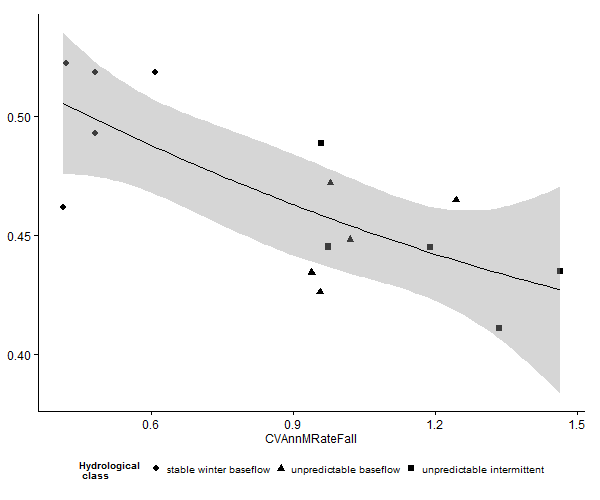 0.50
0.45
0.40
0.6 0.9 1.2 1.5
CVAnnMRateFall
Hydrological
class
stable winter baseflow unpredictable baseflow unpredictable intermittent